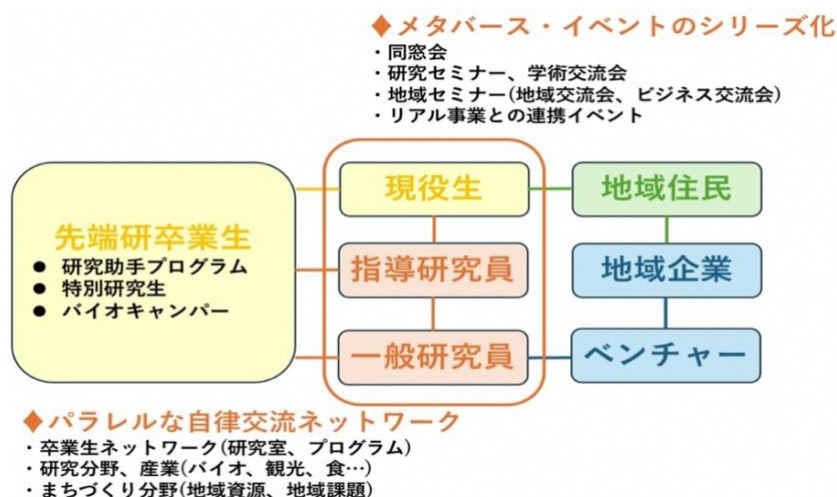 ◆メタバース・イベントのシリーズ化
・同窓会
・研究セミナー、学術交流会
・地域セミナー(地域交流会、ビジネス交流会)
・リアル事業との連携イベント
先端研卒業生
● 研究助手プログラム
● 特別研究生
● バイオキャンパー
現役生
指導研究員
一般研究員
地域住民
地域企業
ベンチャー
◆パラレルな自律交流ネットワーク
・卒業生ネットワーク(研究室、プログラム)
・研究分野、産業(バイオ、観光、食…)
・まちづくり分野(地域資源、地域課題)